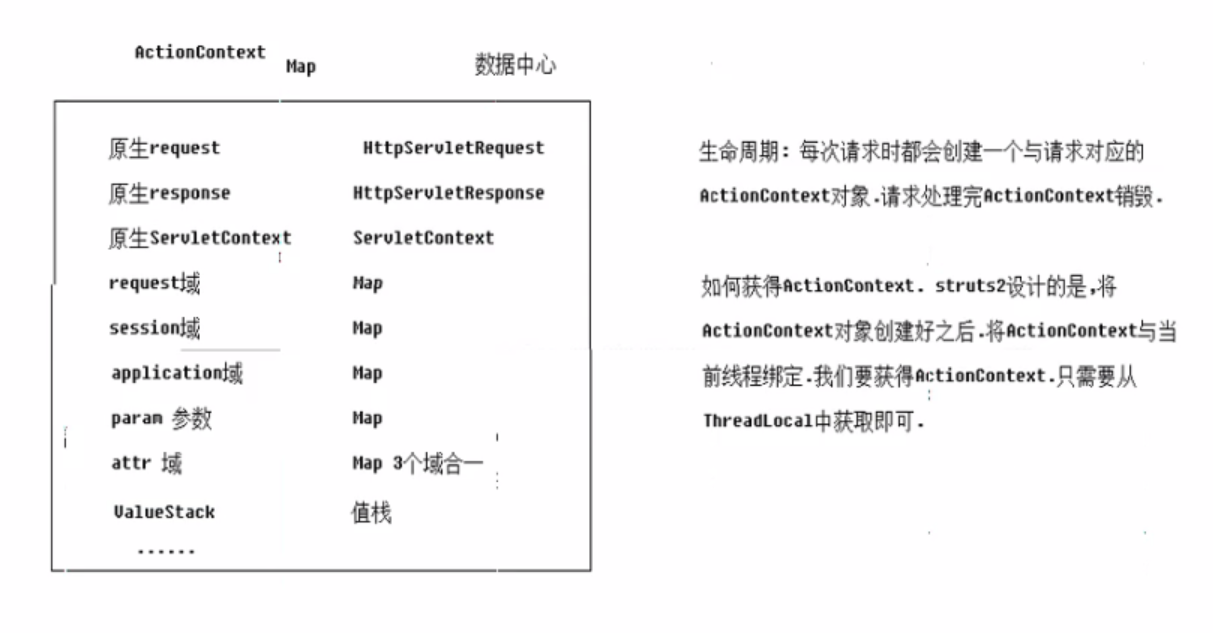 ActionContext Map 数据中心
原生request HttpServletRequest
原生response HttpServletResponse
原生ServletContext ServletContext
request域 Map
session域 Map
application域 Map
param 参数 Map
attr 域 Map 3个域合一
ValueStack 值栈
......
生命周期: 每次请求时都会创建一个与请求对应的
ActionContext对象.请求处理完ActionContext销毁.
如何获得ActionContext. struts2设计的是,将
ActionContext对象创建好之后.将ActionContext与当
前线程绑定.我们要获得ActionContext.只需要从
ThreadLocal中获取即可.